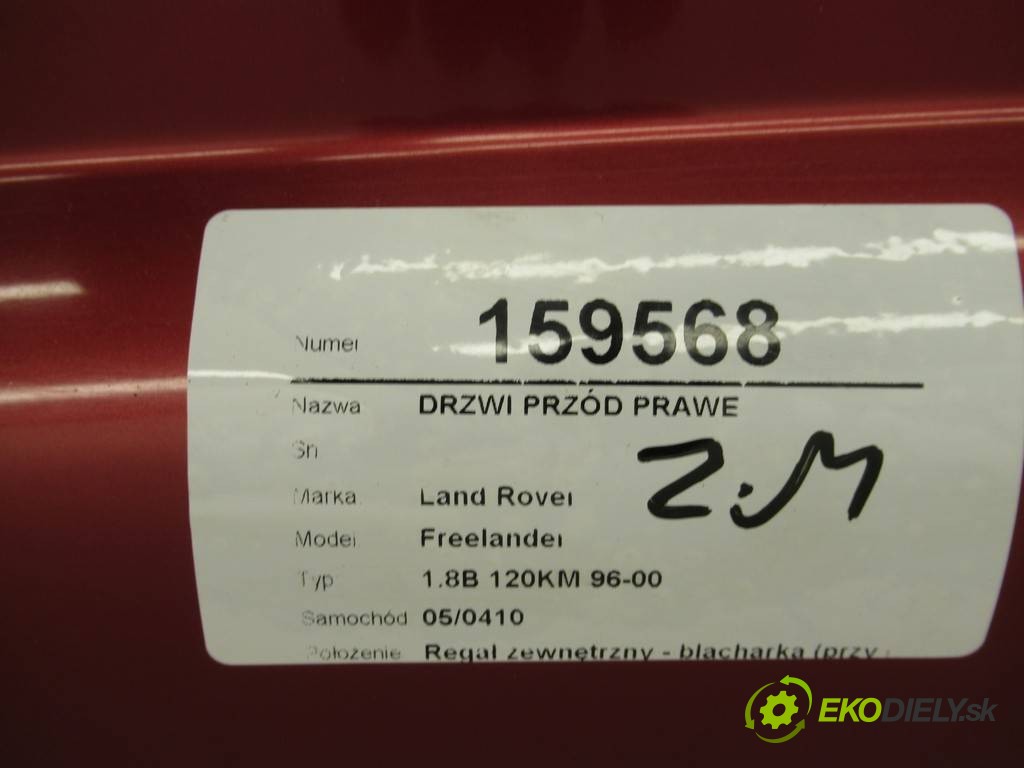 Numer 159568
Nazwa DRZWI PRZÓD PRAWE
Sn
Z.M
Marka Land Rover
Model Freelander
Typ 1.8B 120KM 96-00
Samochód 05/0410
Położenie Regał zewnętrzny - blacharka (przy
EKODIELY.sk